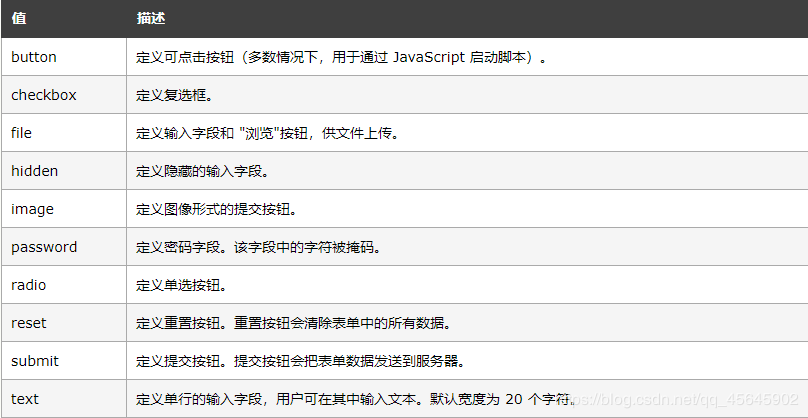 值 描述
button 定义可点击按钮（多数情况下，用于通过 JavaScript 启动脚本）。
checkbox 定义复选框。
file 定义输入字段和 "浏览"按钮，供文件上传。
hidden 定义隐藏的输入字段。
image 定义图像形式的提交按钮。
password 定义密码字段。该字段中的字符被掩码。
radio 定义单选按钮。
reset 定义重置按钮。重置按钮会清除表单中的所有数据。
submit 定义提交按钮。提交按钮会把表单数据发送到服务器。
text 定义单行的输入字段，用户可在其中输入文本。默认宽度为 20 个字符。
https://blog.csdn.net/qq_45645902